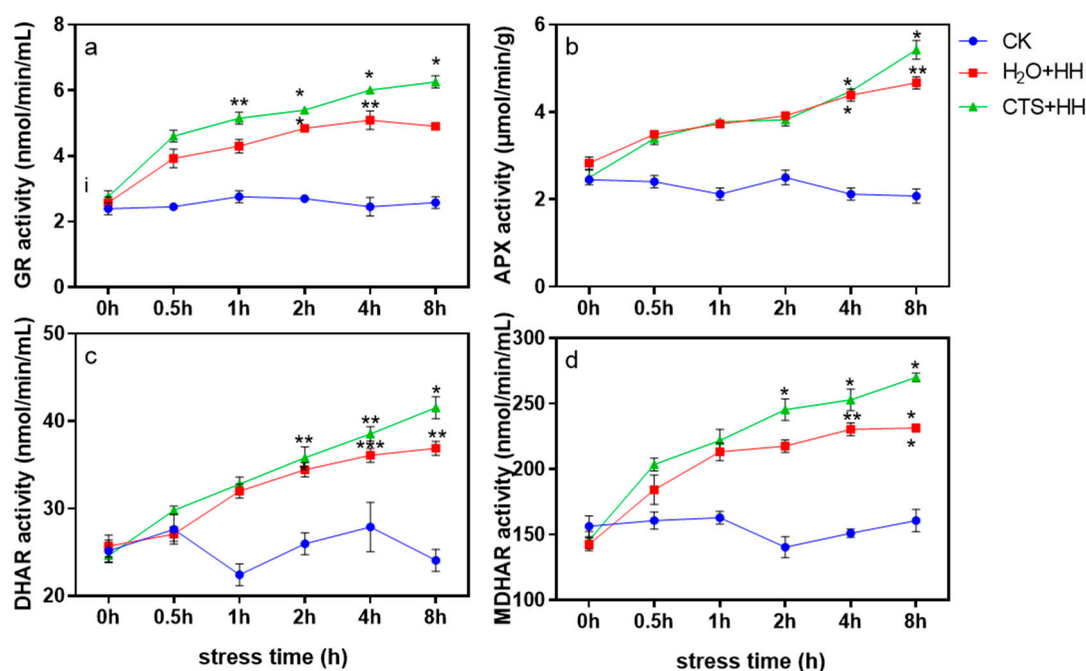 a
GR activity (nmol/min/mL)
8
6
4
2
0
i
** * * *
* **
0h 0.5h 1h 2h 4h 8h
b
APX activity (μmol/min/g)
6
4
2
0
* *
* **
0h 0.5h 1h 2h 4h 8h
CK
H₂O+HH
CTS+HH
c
DHAR activity (nmol/min/mL)
50
40
30
20
** ** *
* *** **
0h 0.5h 1h 2h 4h 8h
stress time (h)
d
MDHAR activity (nmol/min/mL)
300
250
200
150
100
* * *
** *
*
0h 0.5h 1h 2h 4h 8h
stress time (h)